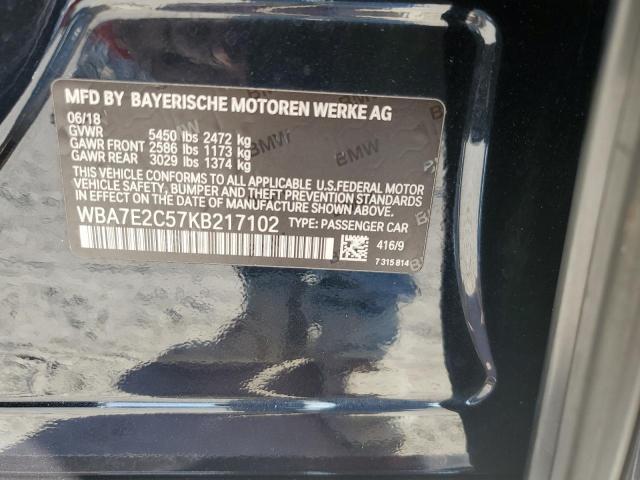 MFD BY BAYERISCHE MOTOREN WERKE AG
06/18
GVWR 5450 lbs 2472 kg
GAWR FRONT 2586 lbs 1173 kg
GAWR REAR 3029 lbs 1374 kg
THIS VEHICLE CONFORMS TO ALL APPLICABLE U.S.FEDERAL MOTOR
VEHICLE SAFETY, BUMPER AND THEFT PREVENTION STANDARDS
IN EFFECT ON THE DATE OF MANUFACTURE SHOWN ABOVE.
WBA7E2C57KB217102 TYPE: PASSENGER CAR
416/9
7 315 814
BMW
BMW